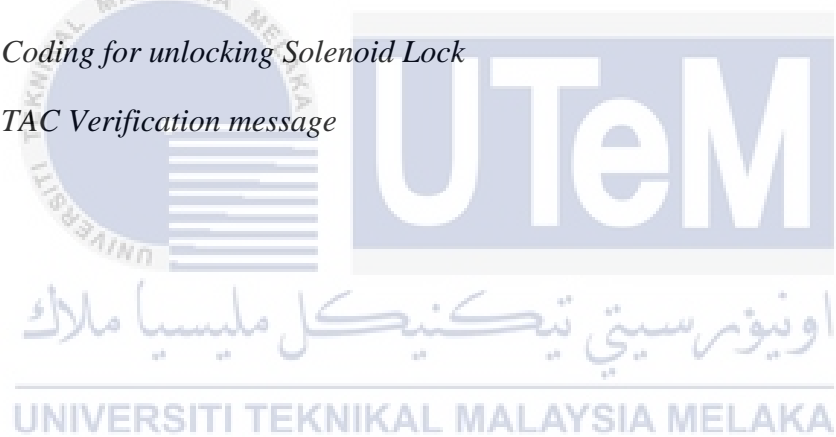 Coding for unlocking Solenoid Lock
TAC Verification message
UTeM
اونيۏرسيتي تيكنيكل مليسيا ملاك
UNIVERSITI TEKNIKAL MALAYSIA MELAKA